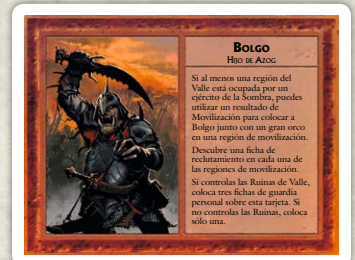 BOLGO
HIJO DE AZOG
Si al menos una región del
Valle está ocupada por un
ejército de la Sombra, puedes
utilizar un resultado de
Movilización para colocar a
Bolgo junto con un gran orco
en una región de movilización.
Descubre una ficha de
reclutamiento en cada una de
las regiones de movilización.
Si controlas las Ruinas de Valle,
coloca tres fichas de guardia
personal sobre esta tarjeta. Si
no controlas las Ruinas, coloca
sólo una.